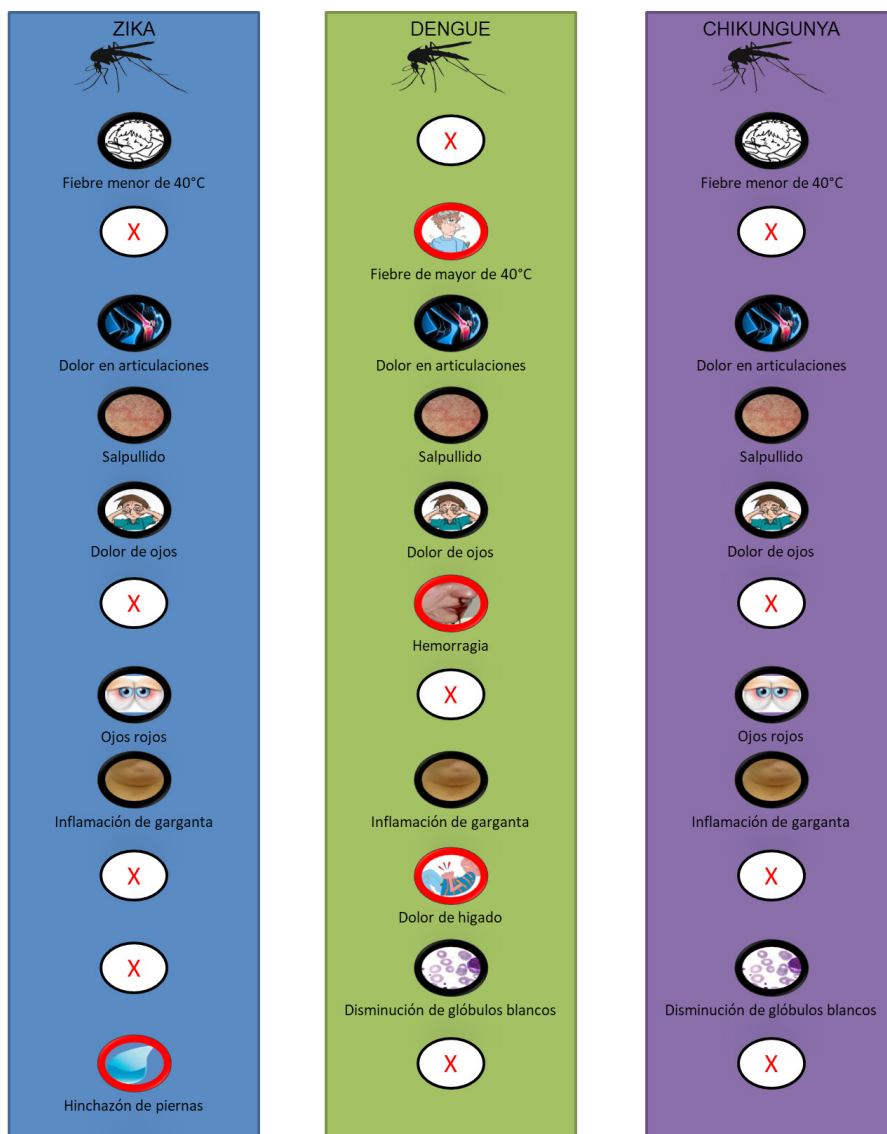 ZIKA
Fiebre menor de 40°C
X
Dolor en articulaciones
Salpullido
Dolor de ojos
X
Ojos rojos
Inflamación de garganta
X
X
Hinchazón de piernas
DENGUE
X
Fiebre de mayor de 40°C
Dolor en articulaciones
Salpullido
Dolor de ojos
Hemorragia
X
Inflamación de garganta
Dolor de higado
Disminución de glóbulos blancos
X
CHIKUNGUNYA
Fiebre menor de 40°C
X
Dolor en articulaciones
Salpullido
Dolor de ojos
X
Ojos rojos
Inflamación de garganta
X
Disminución de glóbulos blancos
X